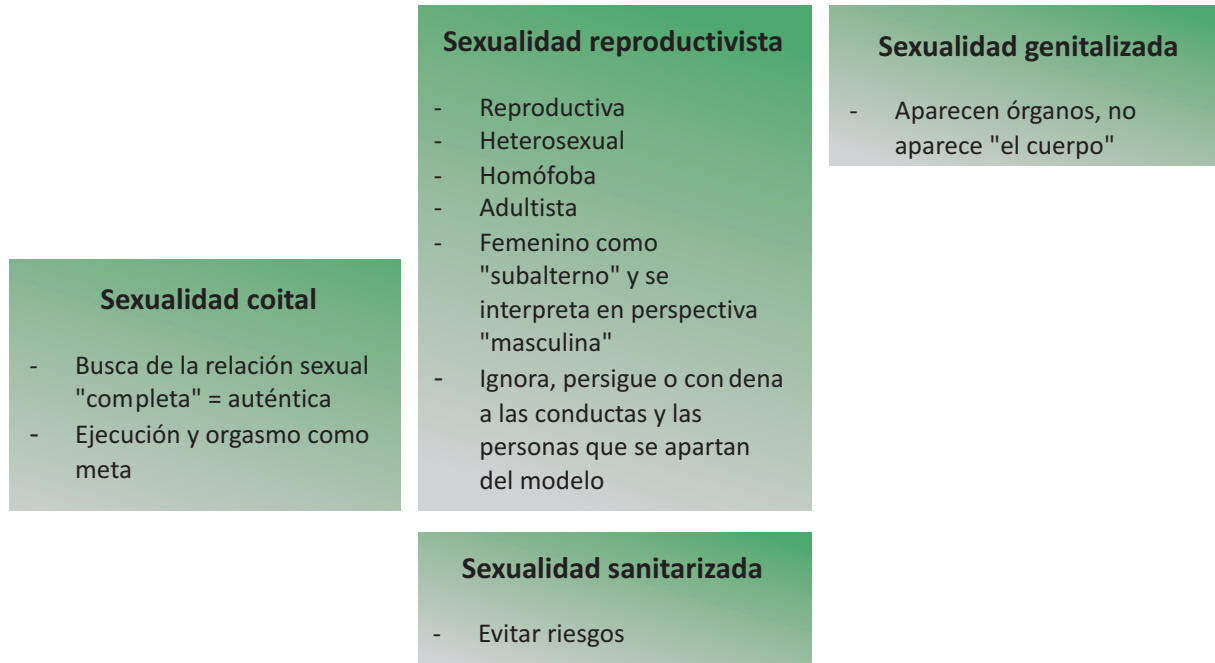 Sexualidad reproductivista
- Reproductiva
- Heterosexual
- Homófoba
- Adultista
- Femenino como
"subalterno" y se
interpreta en perspectiva
"masculina"
- Ignora, persigue o con dena
a las conductas y las
personas que se apartan
del modelo
Sexualidad genitalizada
- Aparecen órganos, no
aparece "el cuerpo"
Sexualidad coital
- Busca de la relación sexual
"completa" = auténtica
- Ejecución y orgasmo como
meta
Sexualidad sanitarizada
- Evitar riesgos